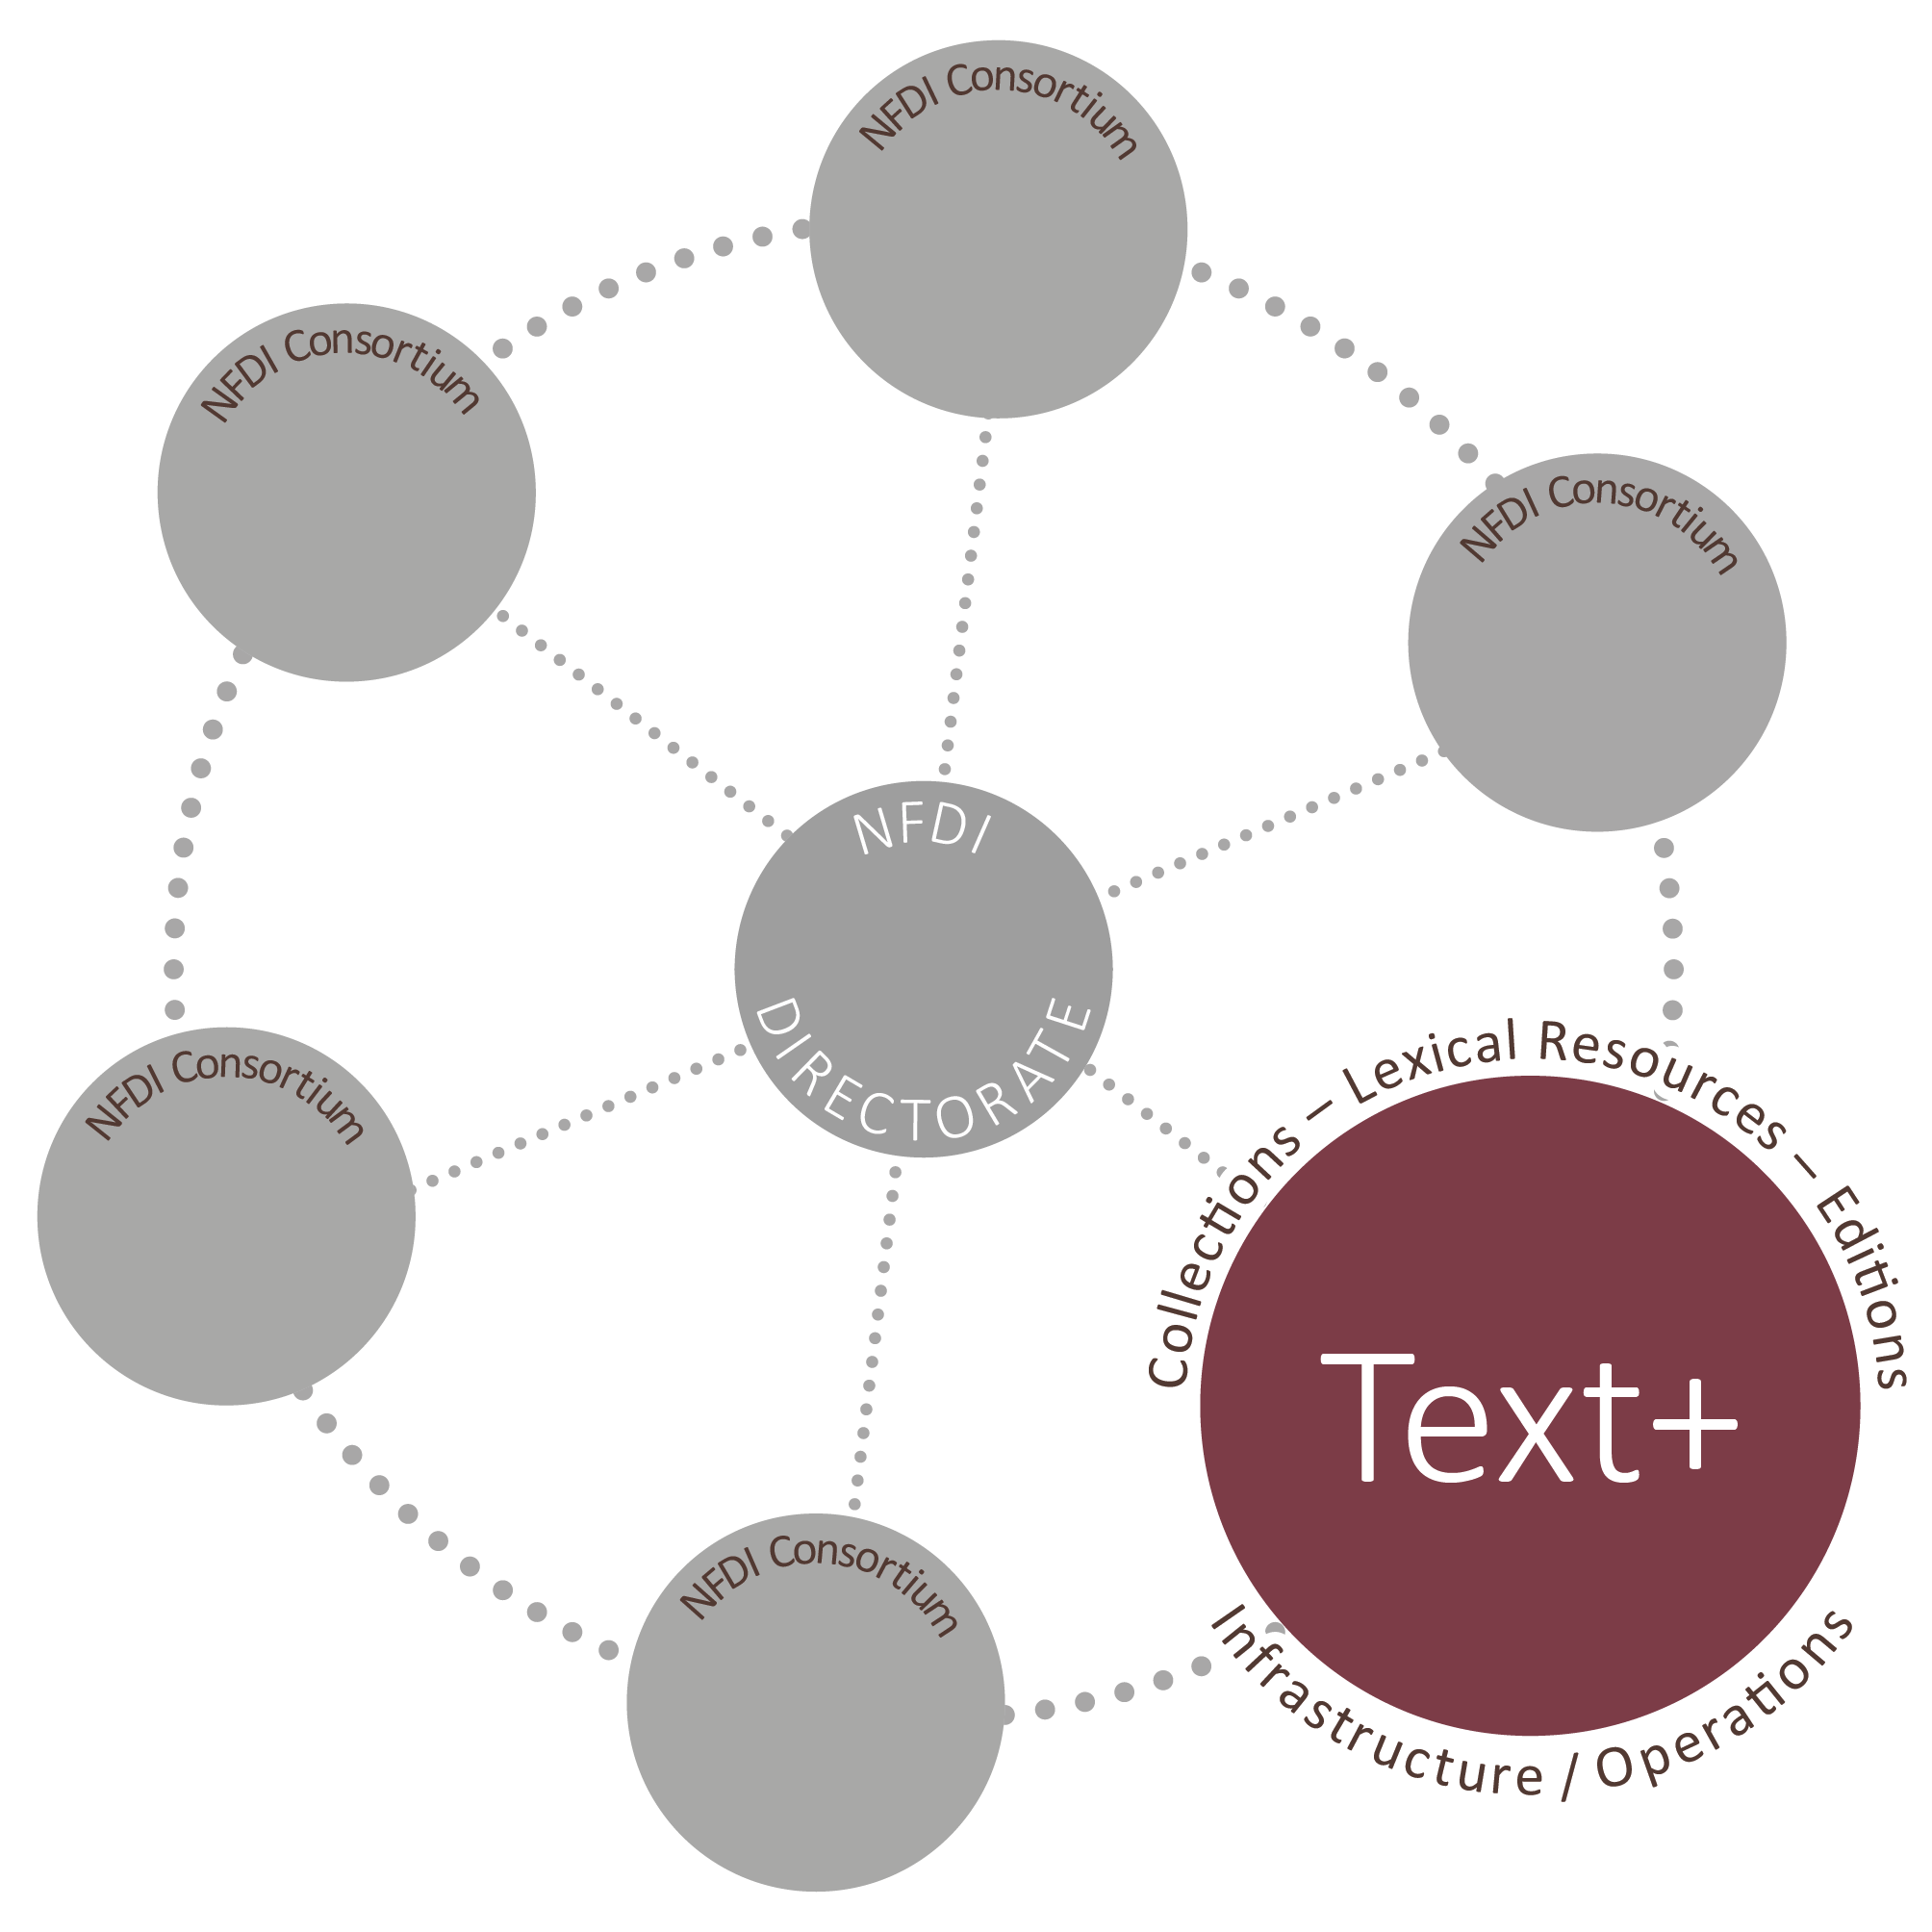 NFDI Consortium
NFDI Consortium
NFDI Consortium
NFDI
DIRECTORATE
NFDI Consortium
Collections – Lexical Resources – Editions
Text+
Infrastructure / Operations
NFDI Consortium